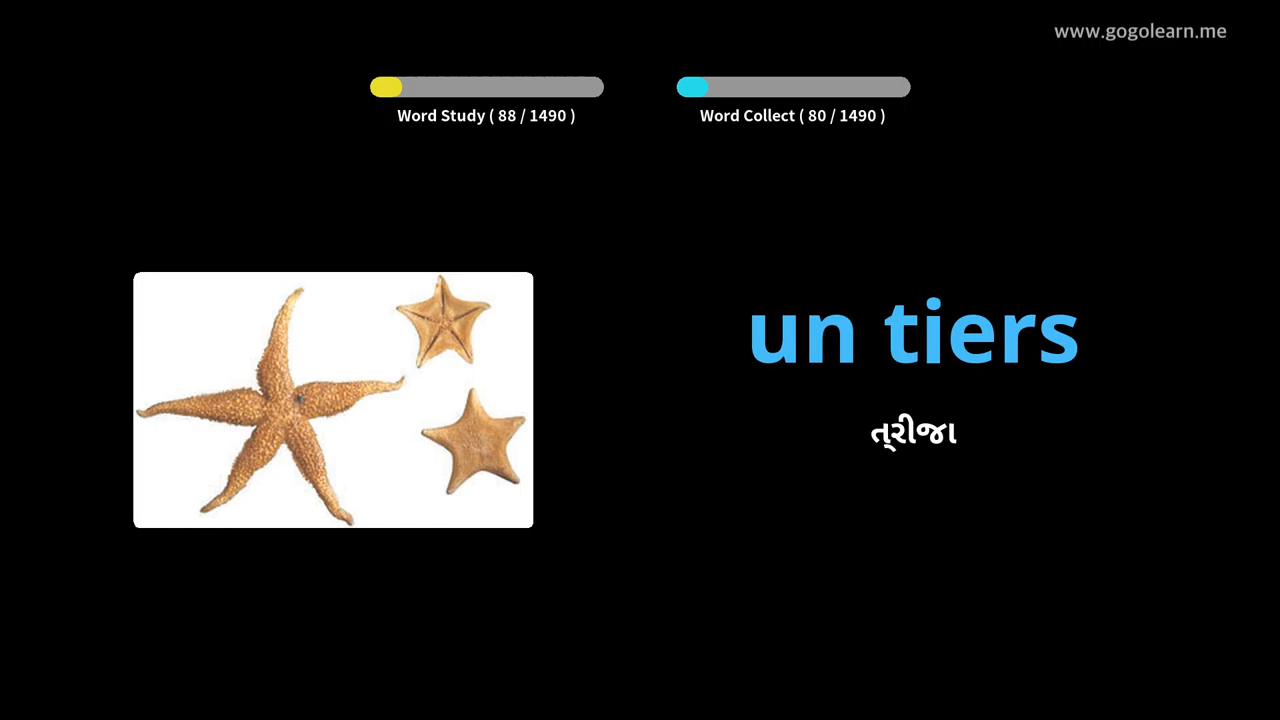 www.gogolearn.me
Word Study ( 88 / 1490 )
Word Collect ( 80 / 1490 )
un tiers
ત્રીજા